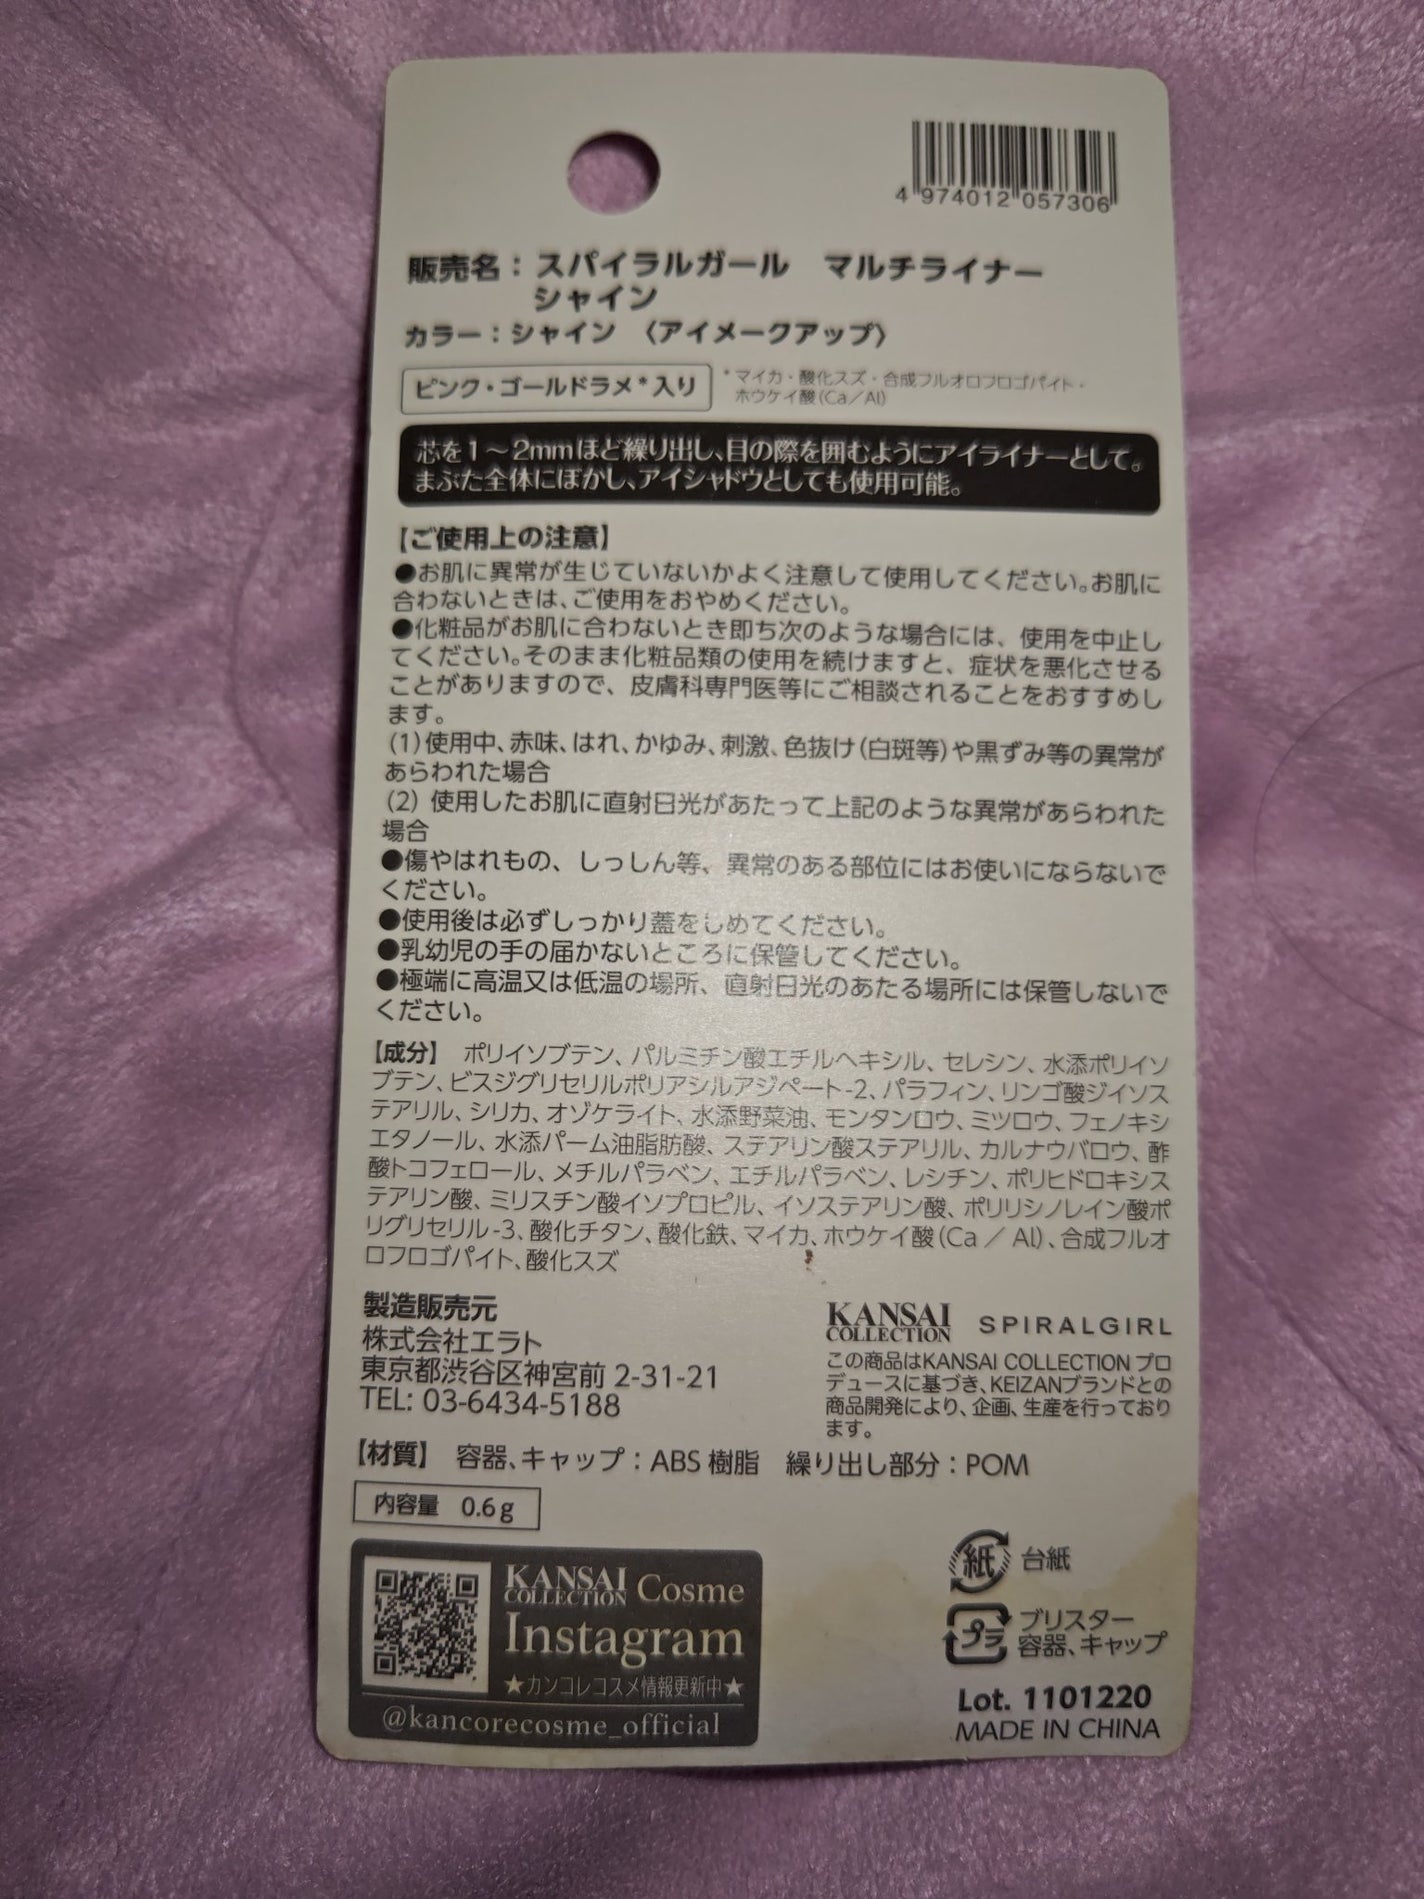 4 974012 057306
販売名：スパイラルガール　マルチライナー
シャイン
カラー：シャイン 〈アイメークアップ〉
ピンク・ゴールドラメ*入り
*マイカ・酸化スズ・合成フルオロフロゴパイト・
ホウケイ酸(Ca／Al)
芯を1～2mmほど繰り出し、目の際を囲むようにアイライナーとして。
まぶた全体にぼかし、アイシャドウとしても使用可能。
【ご使用上の注意】
●お肌に異常が生じていないかよく注意して使用してください。お肌に
合わないときは、ご使用をおやめください。
●化粧品がお肌に合わないとき即ち次のような場合には、使用を中止し
てください。そのまま化粧品類の使用を続けますと、症状を悪化させる
ことがありますので、皮膚科専門医等にご相談されることをおすすめし
ます。
(1)使用中、赤味、はれ、かゆみ、刺激、色抜け(白斑等)や黒ずみ等の異常が
あらわれた場合
(2) 使用したお肌に直射日光があたって上記のような異常があらわれた
場合
●傷やはれもの、しっしん等、異常のある部位にはお使いにならないで
ください。
●使用後は必ずしっかり蓋をしめてください。
●乳幼児の手の届かないところに保管してください。
●極端に高温又は低温の場所、直射日光のあたる場所には保管しないで
ください。
【成分】 ポリイソブテン、パルミチン酸エチルヘキシル、セレシン、水添ポリイソ
ブテン、ビスジグリセリルポリアシルアジペート-2、パラフィン、リンゴ酸ジイソス
テアリル、シリカ、オゾケライト、水添野菜油、モンタンロウ、ミツロウ、フェノキシ
エタノール、水添パーム油脂肪酸、ステアリン酸ステアリル、カルナウバロウ、酢
酸トコフェロール、メチルパラベン、エチルパラベン、レシチン、ポリヒドロキシス
テアリン酸、ミリスチン酸イソプロピル、イソステアリン酸、ポリリシノレイン酸ポ
リグリセリル-3、酸化チタン、酸化鉄、マイカ、ホウケイ酸(Ca／Al)、合成フルオ
ロフロゴパイト、酸化スズ
製造販売元
株式会社エラト
東京都渋谷区神宮前 2-31-21
TEL: 03-6434-5188
KANSAI COLLECTION SPIRALGIRL
この商品はKANSAI COLLECTION プロ
デュースに基づき、KEIZANブランドとの
商品開発により、企画、生産を行っており
ます。
【材質】 容器、キャップ：ABS 樹脂 繰り出し部分：POM
内容量 0.6g
KANSAI COLLECTION Cosme
Instagram
★カンコレコスメ情報更新中★
@kancorecosme_official
紙 台紙
プラ ブリスター
容器、キャップ
Lot. 1101220
MADE IN CHINA